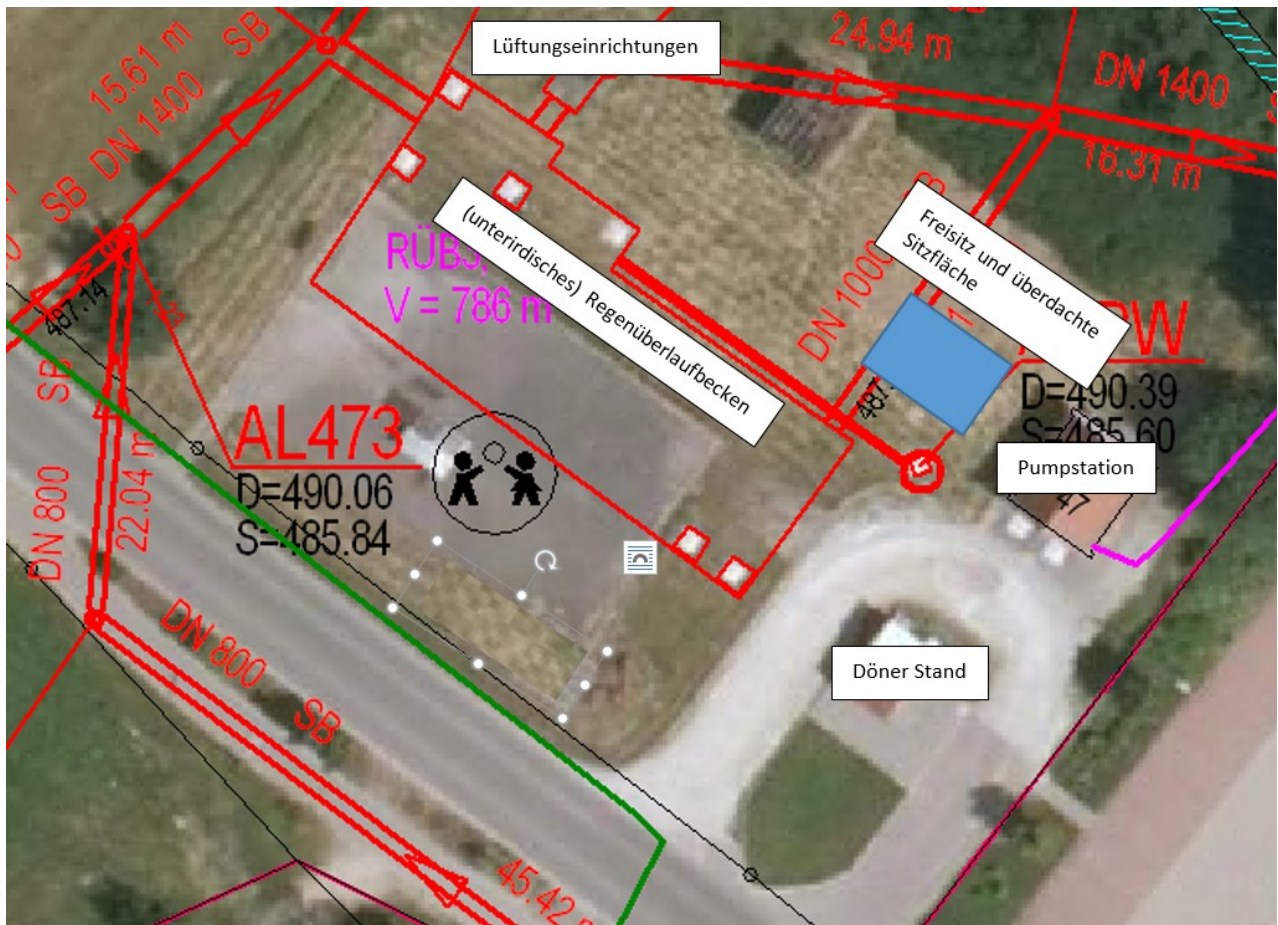 15.61 m
SB
Lüftungseinrichtungen
24.94 m
DN 1400
DN 1400
16.31 m
SB
(unterirdisches) Regenüberlaufbecken
Freisitz und überdachte
Sitzfläche
V = 786 m
487.14
DN 1000
AL473
D=490.06
S=485.84
D=490.39
S=485.60
Pumpstation
47
SB
DN 800
22.04 m
DN 800
SB
Döner Stand
45.42